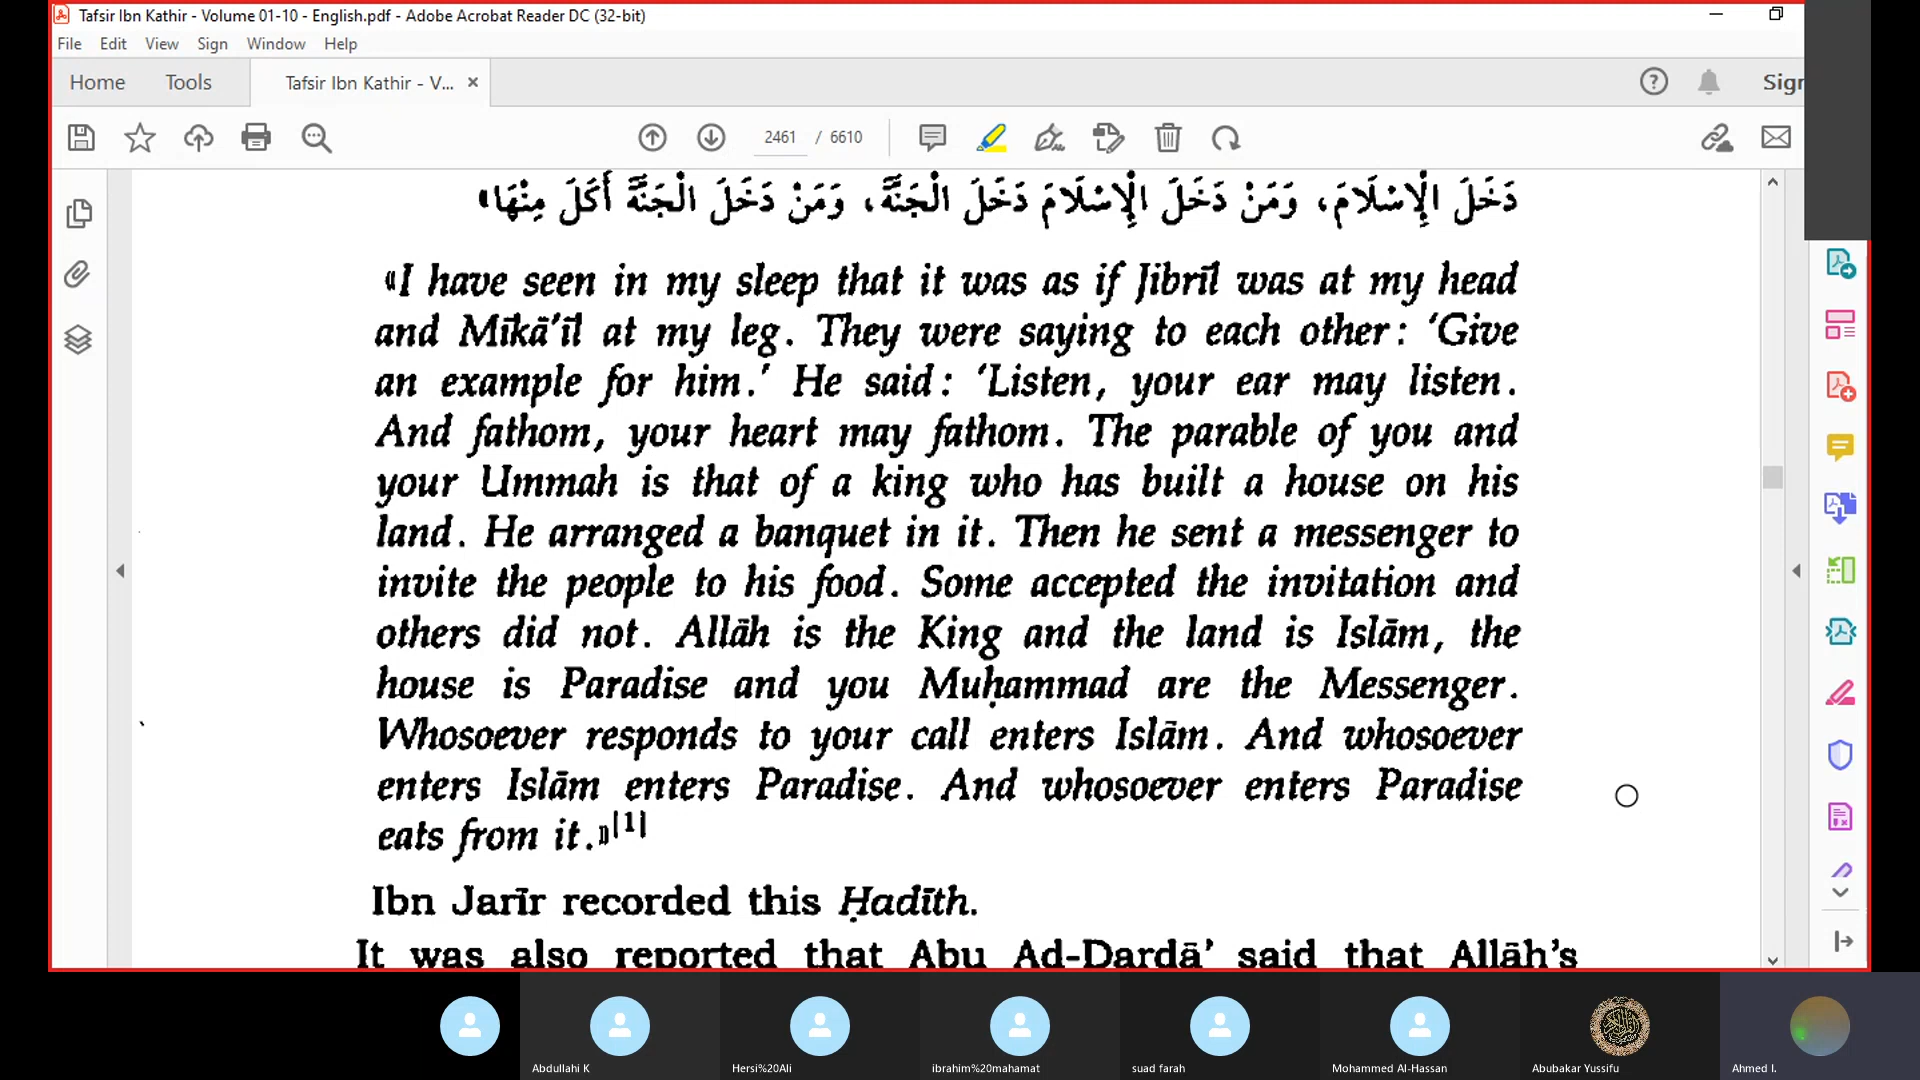 Tafsir Ibn Kathir - Volume 01-10 - English.pdf - Adobe Acrobat Reader DC (32-bit)
File Edit View Sign Window Help
Home Tools Tafsir Ibn Kathir - V... × Sign
2461 / 6610
دَخَلَ الْإِسْلَامَ، وَمَنْ دَخَلَ الْإِسْلَامَ دَخَلَ الْجَنَّةَ، وَمَنْ دَخَلَ الْجَنَّةَ أَكَلَ مِنْهَا»
«I have seen in my sleep that it was as if Jibrīl was at my head
and Mīkā'īl at my leg. They were saying to each other: 'Give
an example for him.' He said: 'Listen, your ear may listen.
And fathom, your heart may fathom. The parable of you and
your Ummah is that of a king who has built a house on his
land. He arranged a banquet in it. Then he sent a messenger to
invite the people to his food. Some accepted the invitation and
others did not. Allāh is the King and the land is Islām, the
house is Paradise and you Muḥammad are the Messenger.
Whosoever responds to your call enters Islām. And whosoever
enters Islām enters Paradise. And whosoever enters Paradise
eats from it.»[1]
Ibn Jarīr recorded this Ḥadīth.
It was also reported that Abu Ad-Dardā' said that Allāh's
Abdullahi K
Hersi%20Ali
ibrahim%20mahamat
suad farah
Mohammed Al-Hassan
Abubakar Yussifu
Ahmed I.